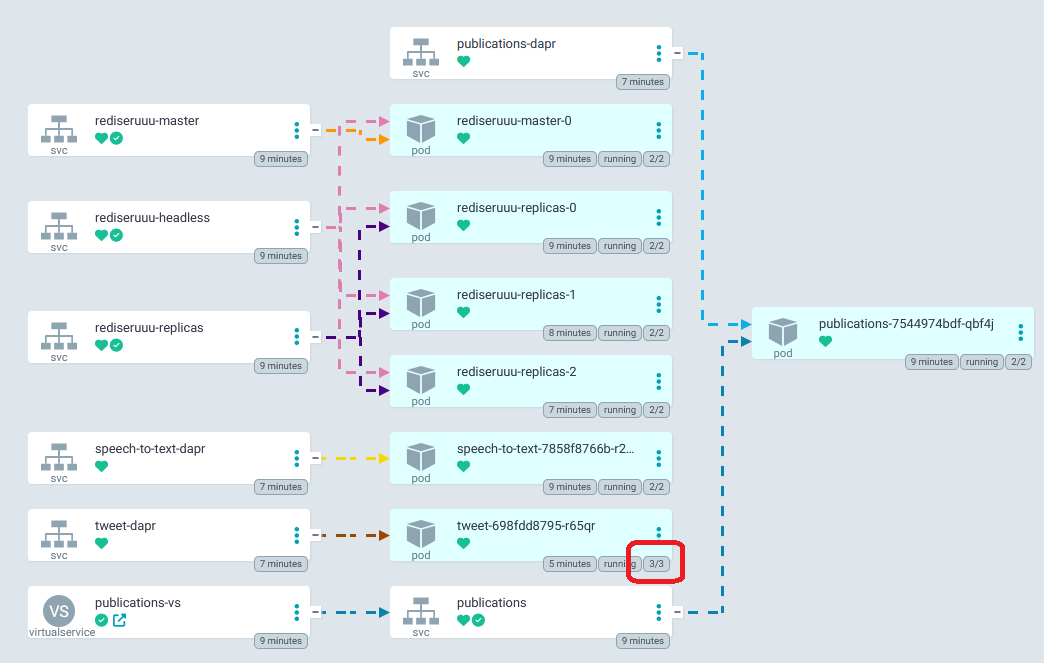 publications-dapr
svc
7 minutes
rediseruuu-master
svc
9 minutes
rediseruuu-master-0
pod
9 minutes running 2/2
rediseruuu-headless
svc
9 minutes
rediseruuu-replicas-0
pod
9 minutes running 2/2
rediseruuu-replicas-1
pod
8 minutes running 2/2
rediseruuu-replicas
svc
9 minutes
publications-7544974bdf-qbf4j
pod
9 minutes running 2/2
rediseruuu-replicas-2
pod
7 minutes running 2/2
speech-to-text-dapr
svc
7 minutes
speech-to-text-7858f8766b-r2...
pod
9 minutes running 2/2
tweet-dapr
svc
7 minutes
tweet-698fdd8795-r65qr
pod
5 minutes running 3/3
VS
publications-vs
virtualservice
9 minutes
publications
svc
9 minutes